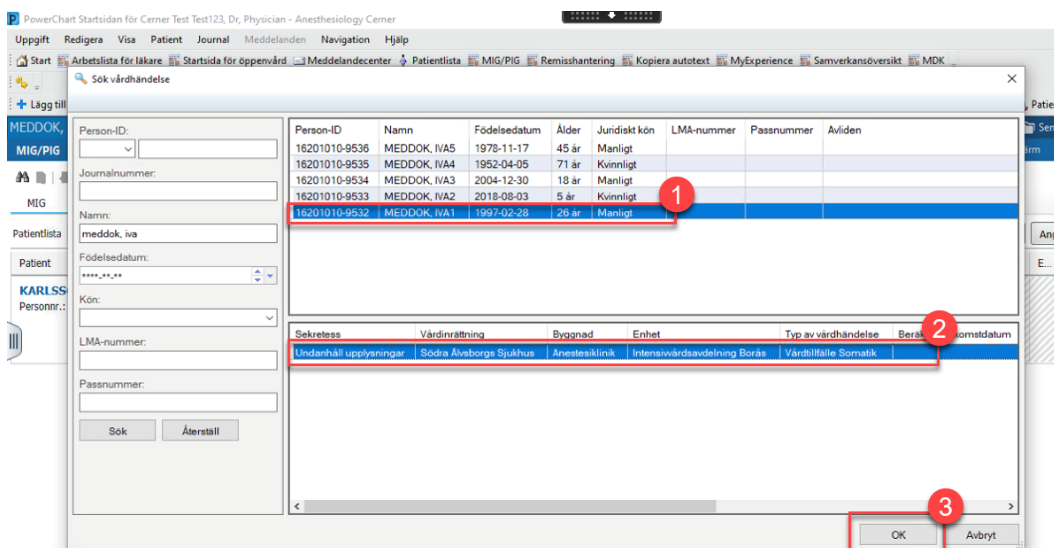 PowerChart Startsidan för Cerner Test Test123, Dr, Physician - Anesthesiology Cerner
Uppgift Redigera Visa Patient Journal Meddelanden Navigation Hjälp
Start Arbetslista för läkare Startsida för öppenvård Meddelandecenter Patientlista MIG/PIG Remisshantering Kopiera autotext MyExperience Samverkansöversikt MDK
Sök vårdhändelse
Lägg till
Patie
MEDDOK,
Sen
MIG/PIG
ärm
MIG
Patientlista
Ang
Patient
E...
KARLSS
Personnr.:
Person-ID:
Journalnummer:
Namn:
meddok, iva
Födelsedatum:
****-**-**
Kön:
LMA-nummer:
Passnummer:
Sök Återställ
Person-ID Namn Födelsedatum Ålder Juridiskt kön LMA-nummer Passnummer Avliden
16201010-9536 MEDDOK, IVA5 1978-11-17 45 år Manligt
16201010-9535 MEDDOK, IVA4 1952-04-05 71 år Kvinnligt
16201010-9534 MEDDOK, IVA3 2004-12-30 18 år Manligt
16201010-9533 MEDDOK, IVA2 2018-08-03 5 år Kvinnligt
16201010-9532 MEDDOK, IVA1 1997-02-28 26 år Manligt
1
Sekretess Vårdinrättning Byggnad Enhet Typ av vårdhändelse Beräk omstdatum
2
Undanhåll upplysningar Södra Älvsborgs Sjukhus Anestesiklinik Intensivvårdsavdelning Borås Vårdtillfälle Somatik
3
OK Avbryt